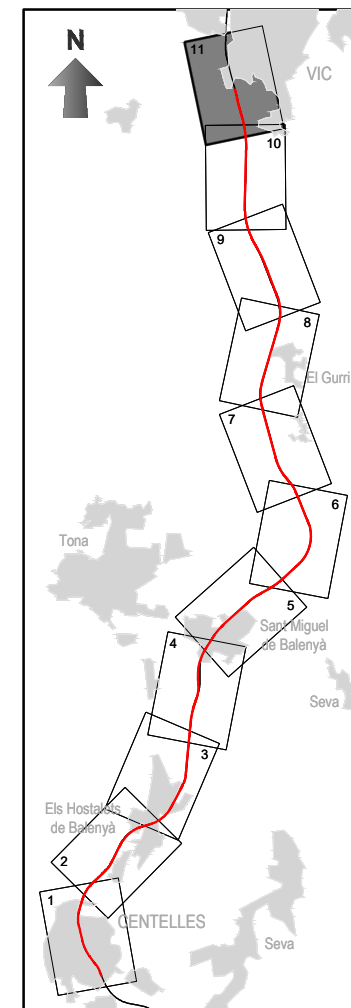 N
11
VIC
10
9
8
El Gurri
7
6
Tona
5
Sant Miguel
de Balenyà
4
Seva
3
Els Hostalets
de Balenyà
2
1
CENTELLES
Seva